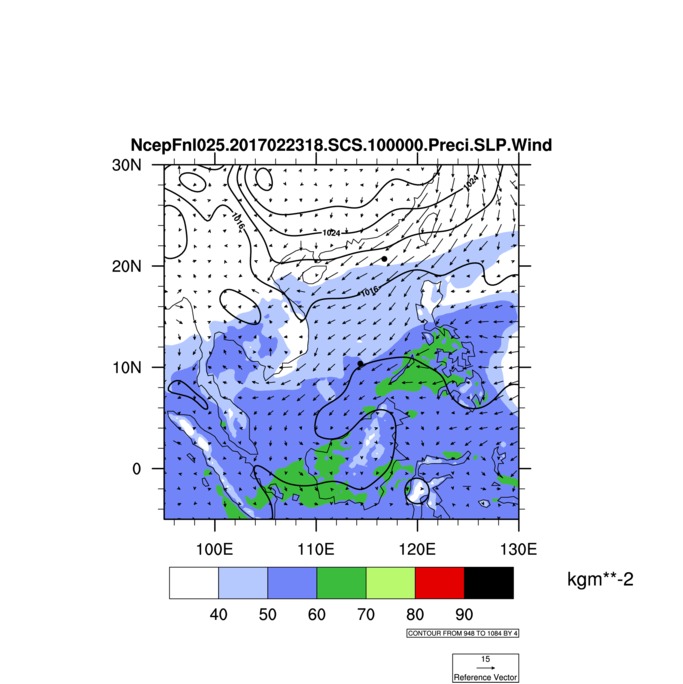 NcepFnl025.2017022318.SCS.100000.Preci.SLP.Wind
30N
20N
10N
0
1024
1024
1016
1016
100E 110E 120E 130E
40 50 60 70 80 90
kgm**-2
CONTOUR FROM 948 TO 1084 BY 4
15
Reference Vector